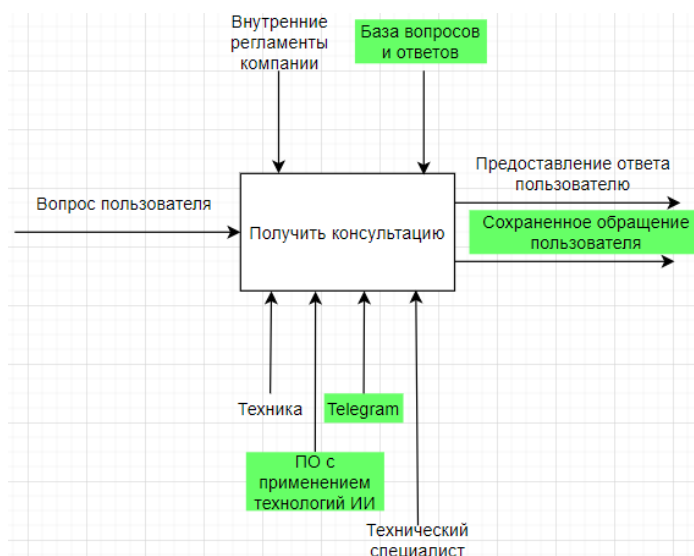 Внутренние
регламенты
компании
База вопросов
и ответов
Вопрос пользователя
Получить консультацию
Предоставление ответа
пользователю
Сохраненное обращение
пользователя
Техника
Telegram
ПО с
применением
технологий ИИ
Технический
специалист